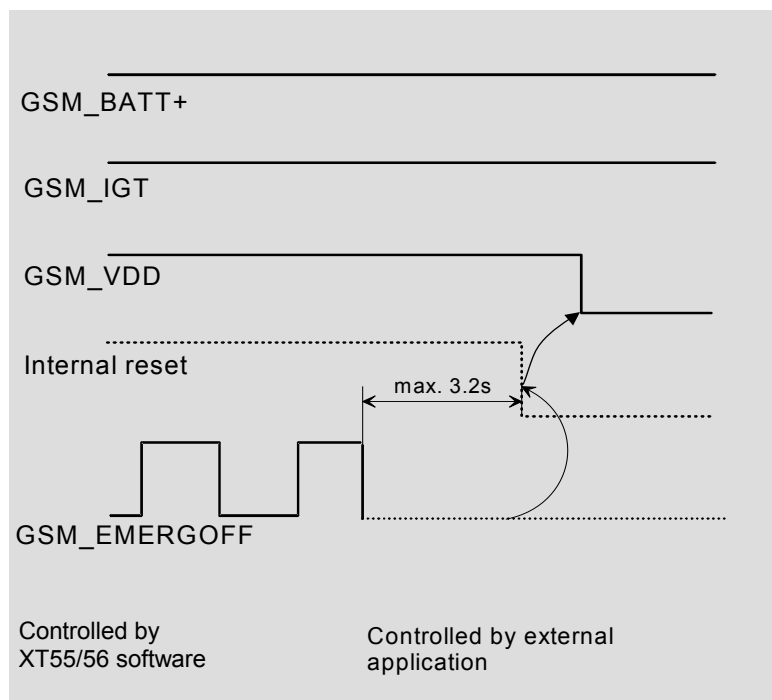 GSM_BATT+
GSM_IGT
GSM_VDD
Internal reset
max. 3.2s
GSM_EMERGOFF
Controlled by
XT55/56 software
Controlled by external
application